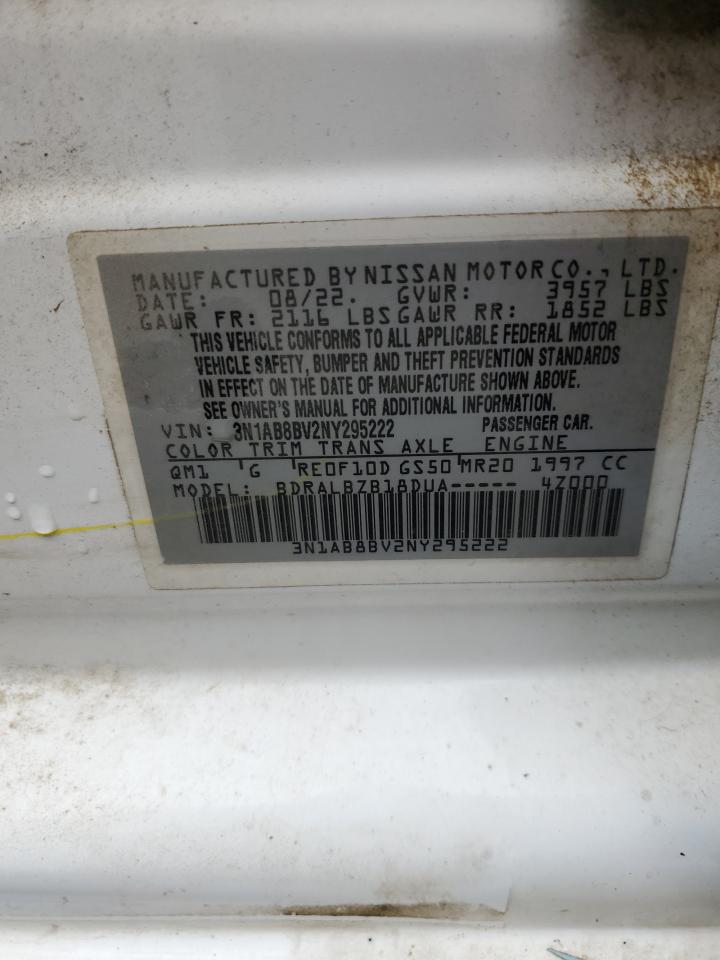 MANUFACTURED BY NISSAN MOTOR CO., LTD.
DATE: 08/22. GVWR: 3957 LBS
GAWR FR: 2116 LBS GAWR RR: 1852 LBS
THIS VEHICLE CONFORMS TO ALL APPLICABLE FEDERAL MOTOR
VEHICLE SAFETY, BUMPER AND THEFT PREVENTION STANDARDS
IN EFFECT ON THE DATE OF MANUFACTURE SHOWN ABOVE.
SEE OWNER'S MANUAL FOR ADDITIONAL INFORMATION.
VIN: 3N1AB8BV2NY295222 PASSENGER CAR.
COLOR TRIM TRANS AXLE ENGINE
QM1 G RE0F10D GS50 MR20 1997 CC
MODEL: BDRALBZB18DUA----- 4Z000
3N1AB8BV2NY295222